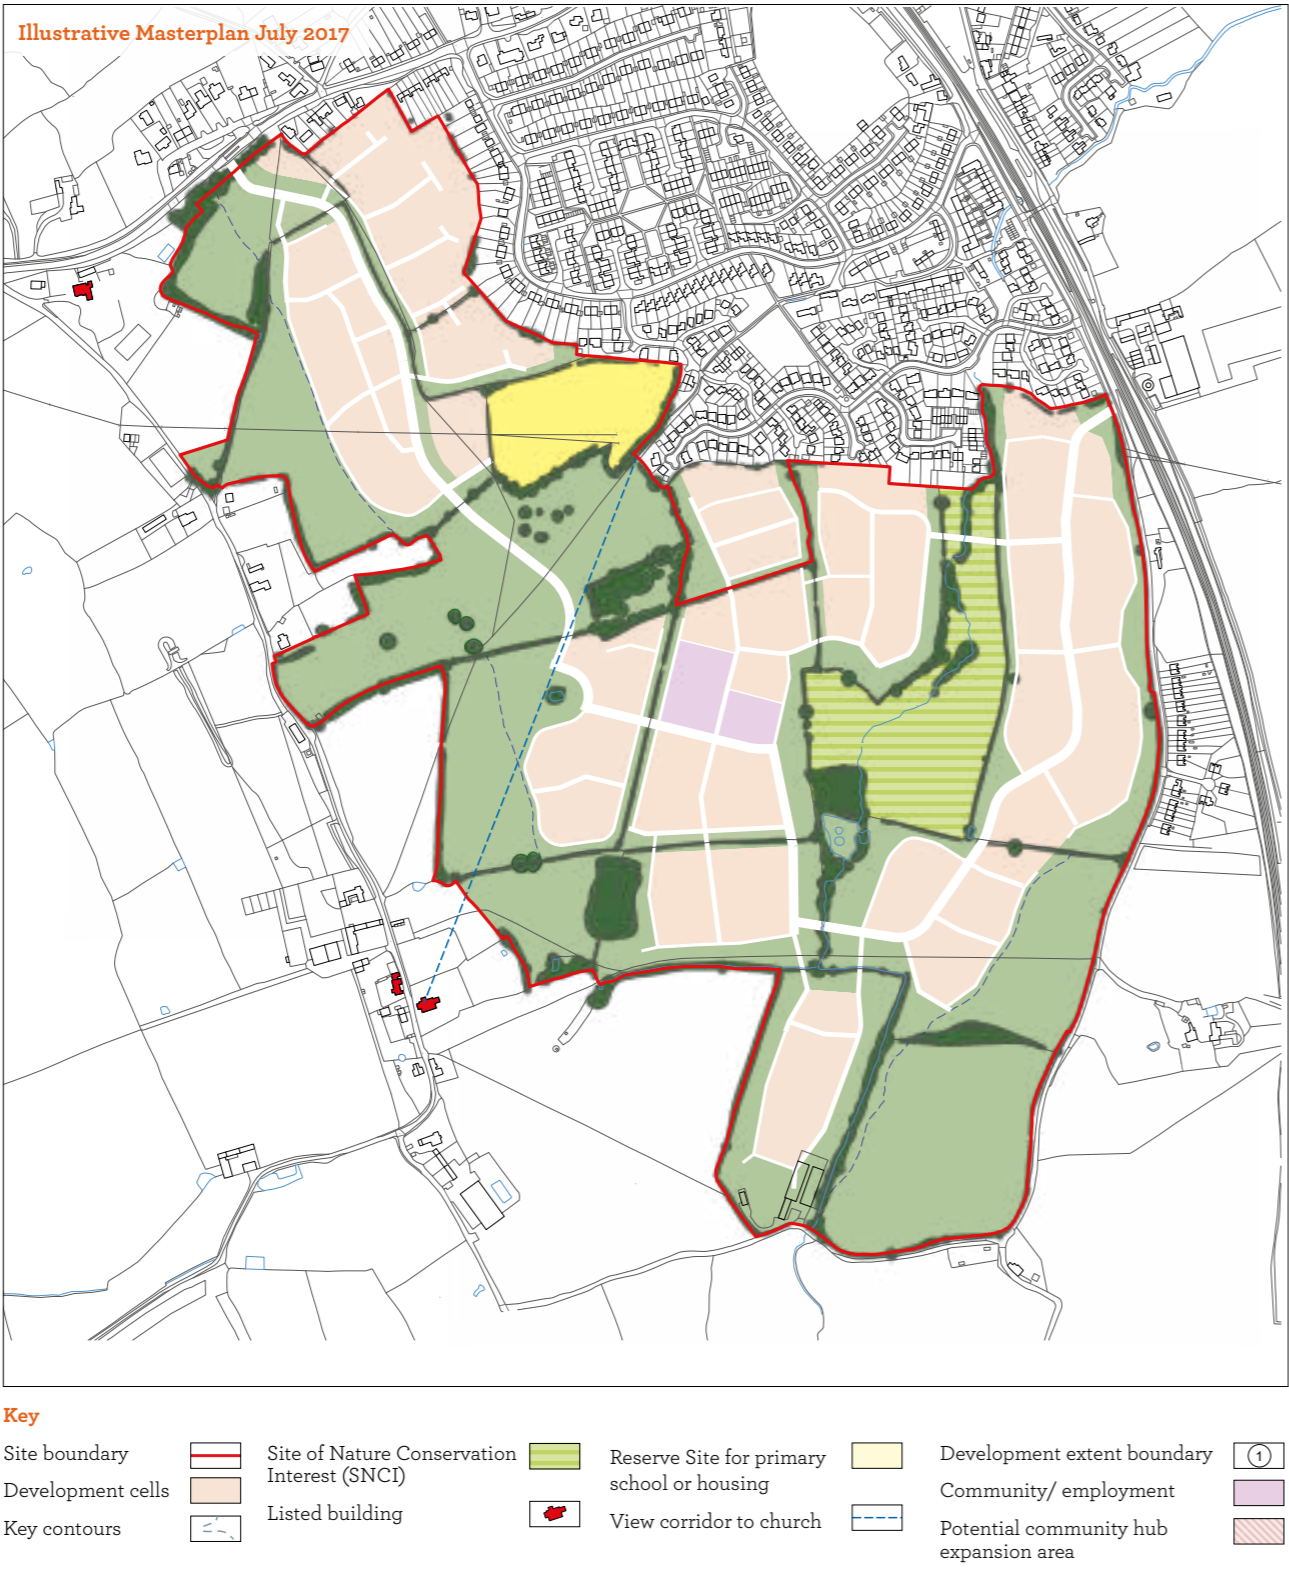 Illustrative Masterplan July 2017
Key
Site boundary
Development cells
Key contours
Site of Nature Conservation
Interest (SNCI)
Listed building
Reserve Site for primary
school or housing
View corridor to church
Development extent boundary
1
Community/ employment
Potential community hub
expansion area